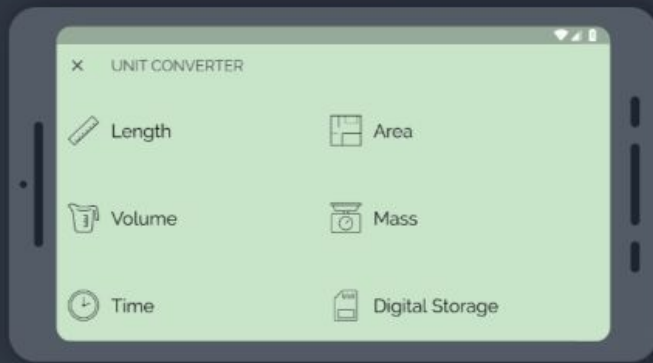 UNIT CONVERTER
Length
Area
Volume
Mass
Time
Digital Storage